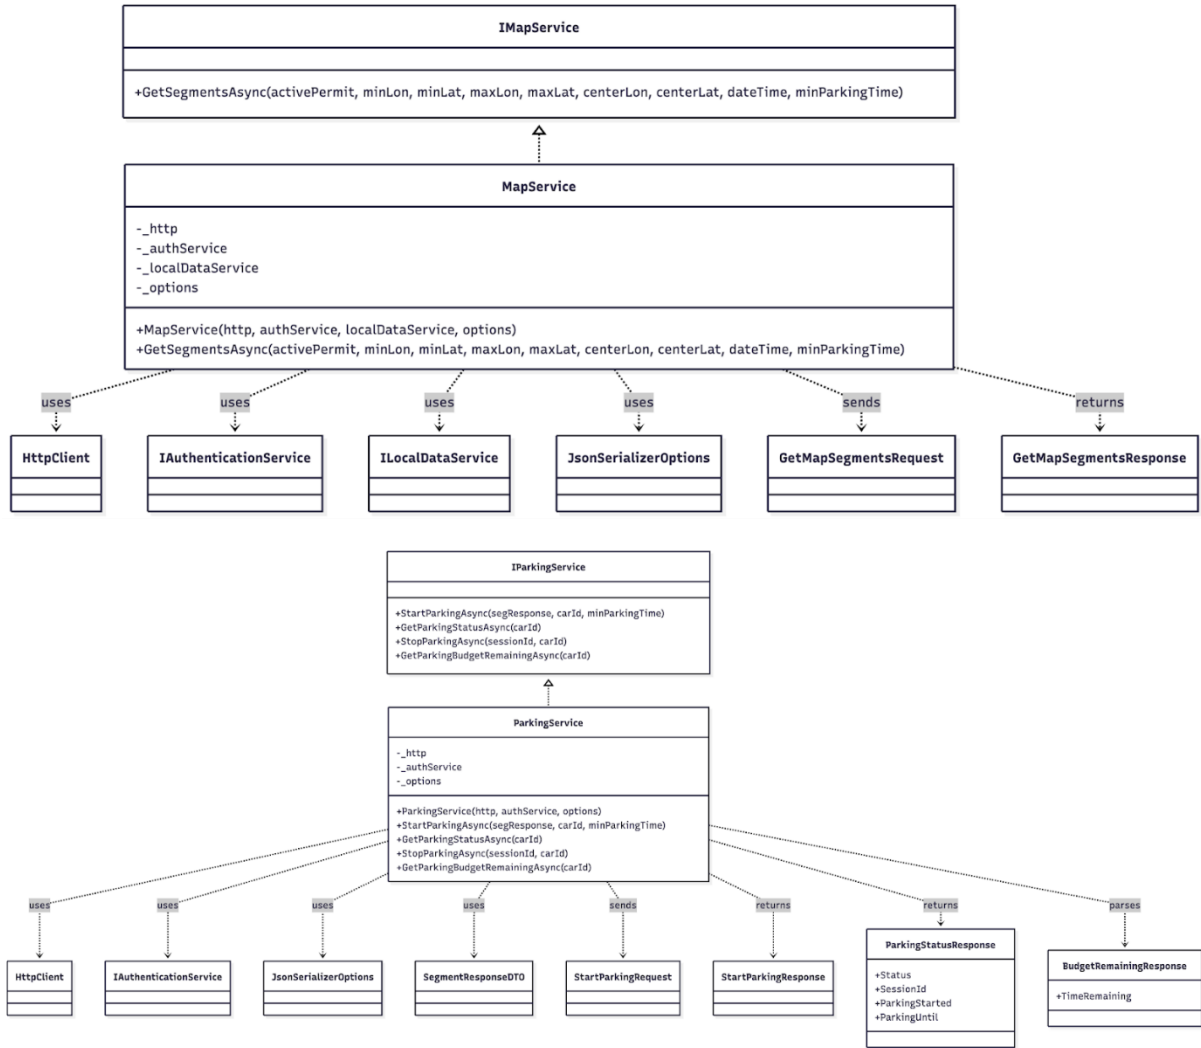 IMapService
+GetSegmentsAsync(activePermit, minLon, minLat, maxLon, maxLat, centerLon, centerLat, dateTime, minParkingTime)
MapService
-_http
-_authService
-_localDataService
-_options
+MapService(http, authService, localDataService, options)
+GetSegmentsAsync(activePermit, minLon, minLat, maxLon, maxLat, centerLon, centerLat, dateTime, minParkingTime)
uses uses uses uses sends returns
HttpClient IAuthenticationService ILocalDataService JsonSerializerOptions GetMapSegmentsRequest GetMapSegmentsResponse
IParkingService
+StartParkingAsync(segResponse, carId, minParkingTime)
+GetParkingStatusAsync(carId)
+StopParkingAsync(sessionId, carId)
+GetParkingBudgetRemainingAsync(carId)
ParkingService
-_http
-_authService
-_options
+ParkingService(http, authService, options)
+StartParkingAsync(segResponse, carId, minParkingTime)
+GetParkingStatusAsync(carId)
+StopParkingAsync(sessionId, carId)
+GetParkingBudgetRemainingAsync(carId)
uses uses uses uses sends returns returns parses
HttpClient IAuthenticationService JsonSerializerOptions SegmentResponseDTO StartParkingRequest StartParkingResponse
ParkingStatusResponse
+Status
+SessionId
+ParkingStarted
+ParkingUntil
BudgetRemainingResponse
+TimeRemaining